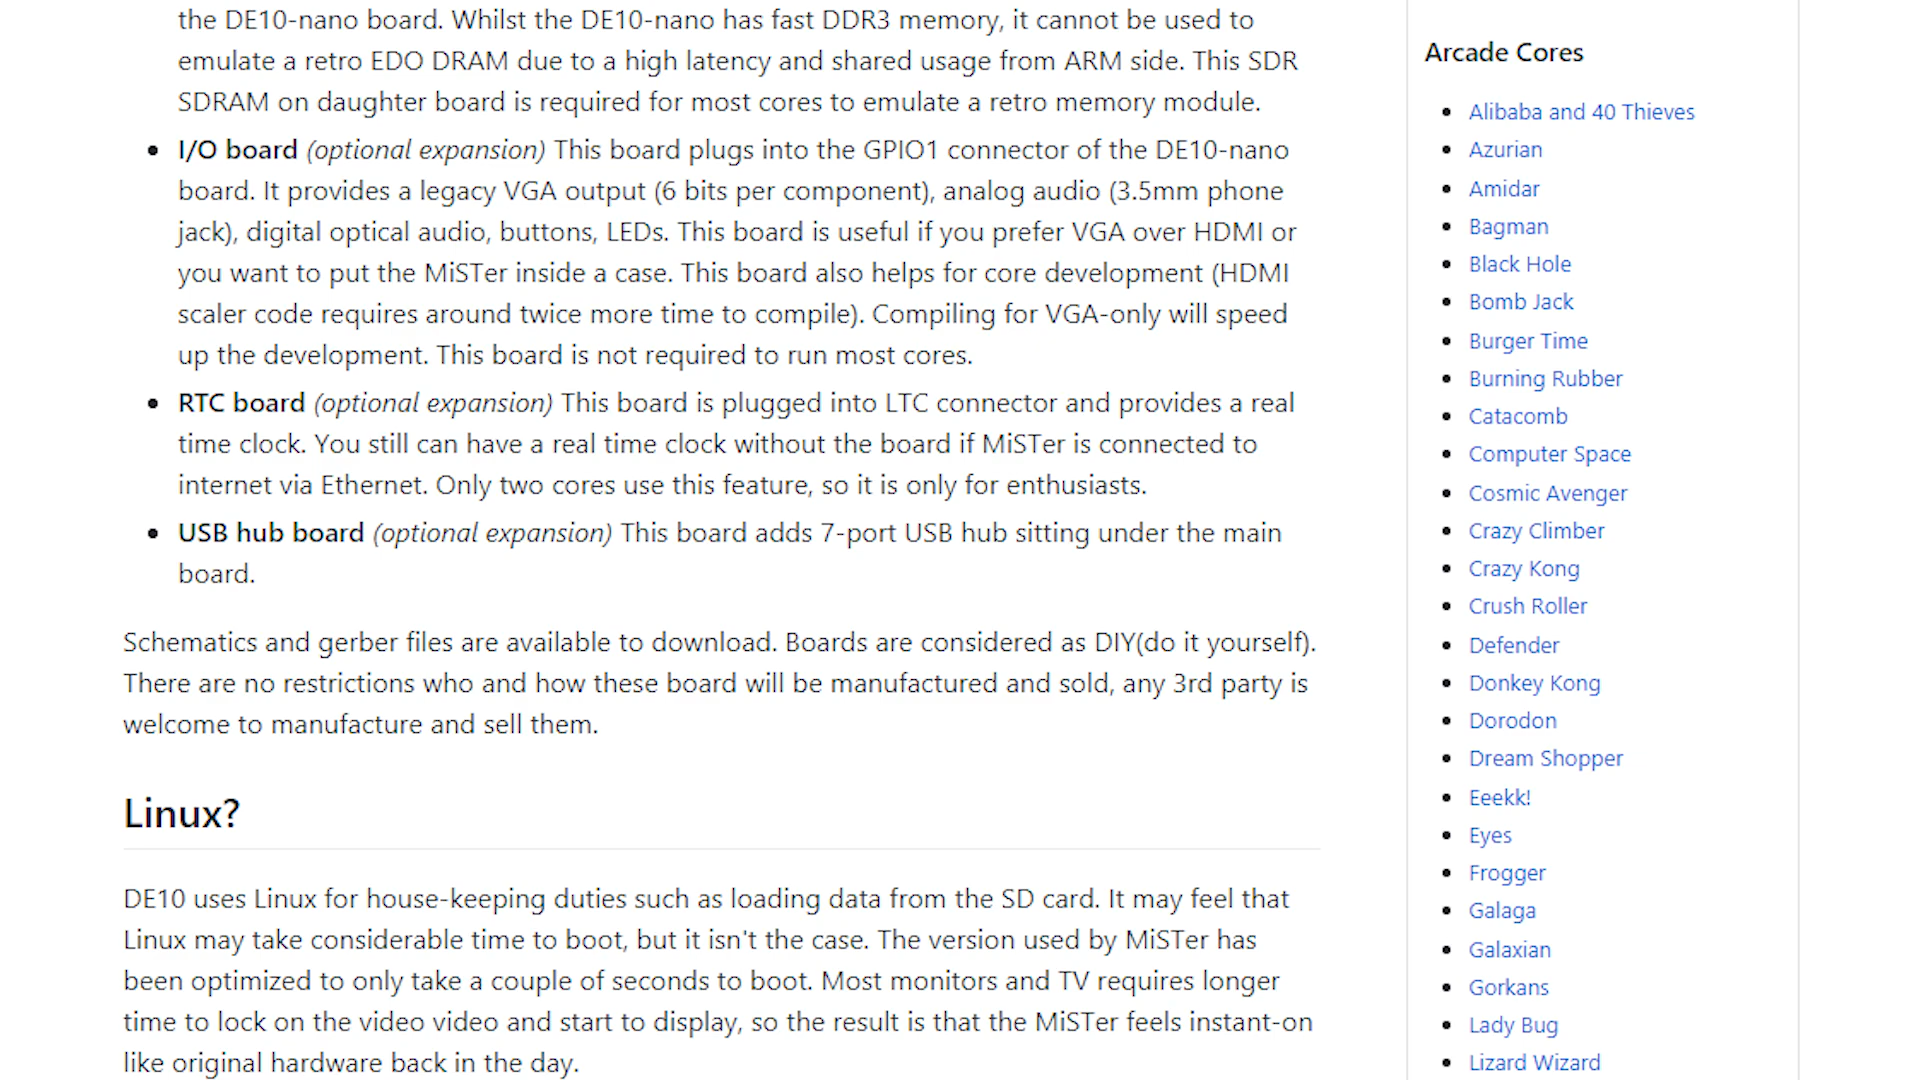 the DE10-nano board. Whilst the DE10-nano has fast DDR3 memory, it cannot be used to
emulate a retro EDO DRAM due to a high latency and shared usage from ARM side. This SDR
SDRAM on daughter board is required for most cores to emulate a retro memory module.
I/O board (optional expansion) This board plugs into the GPIO1 connector of the DE10-nano
board. It provides a legacy VGA output (6 bits per component), analog audio (3.5mm phone
jack), digital optical audio, buttons, LEDs. This board is useful if you prefer VGA over HDMI or
you want to put the MiSTer inside a case. This board also helps for core development (HDMI
scaler code requires around twice more time to compile). Compiling for VGA-only will speed
up the development. This board is not required to run most cores.
RTC board (optional expansion) This board is plugged into LTC connector and provides a real
time clock. You still can have a real time clock without the board if MiSTer is connected to
internet via Ethernet. Only two cores use this feature, so it is only for enthusiasts.
USB hub board (optional expansion) This board adds 7-port USB hub sitting under the main
board.
Schematics and gerber files are available to download. Boards are considered as DIY(do it yourself).
There are no restrictions who and how these board will be manufactured and sold, any 3rd party is
welcome to manufacture and sell them.
Linux?
DE10 uses Linux for house-keeping duties such as loading data from the SD card. It may feel that
Linux may take considerable time to boot, but it isn't the case. The version used by MiSTer has
been optimized to only take a couple of seconds to boot. Most monitors and TV requires longer
time to lock on the video video and start to display, so the result is that the MiSTer feels instant-on
like original hardware back in the day.
Arcade Cores
Alibaba and 40 Thieves
Azurian
Amidar
Bagman
Black Hole
Bomb Jack
Burger Time
Burning Rubber
Catacomb
Computer Space
Cosmic Avenger
Crazy Climber
Crazy Kong
Crush Roller
Defender
Donkey Kong
Dorodon
Dream Shopper
Eeekk!
Eyes
Frogger
Galaga
Galaxian
Gorkans
Lady Bug
Lizard Wizard